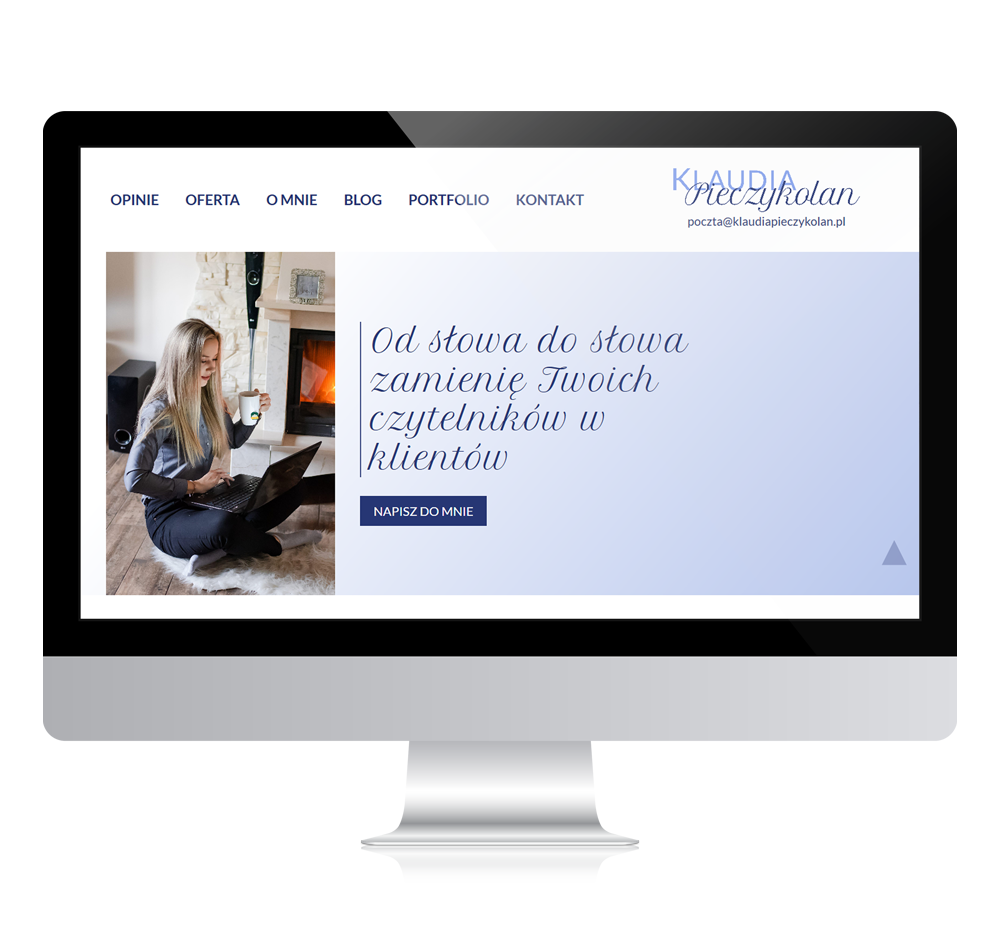 OPINIE OFERTA O MNIE BLOG PORTFOLIO KONTAKT
KLAUDIA
Pieczykolan
poczta@klaudiapieczykolan.pl
Od słowa do słowa
zamienię Twoich
czytelników w
klientów
NAPISZ DO MNIE